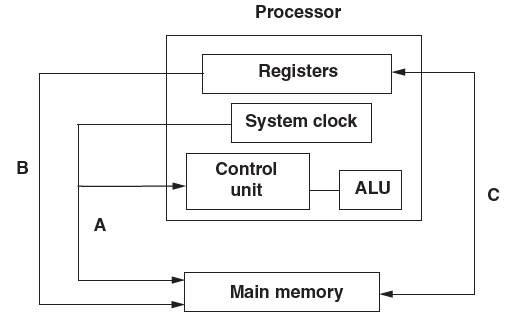 Processor
Registers
System clock
Control
unit
ALU
B
A
C
Main memory